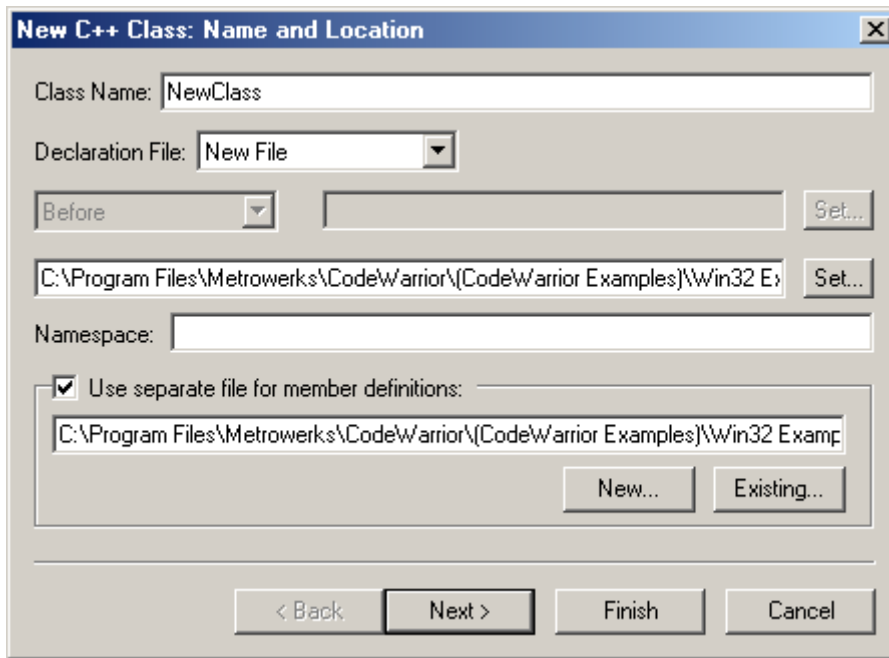 New C++ Class: Name and Location
Class Name: NewClass
Declaration File: New File
Before Set...
C:\Program Files\Metrowerks\CodeWarrior\(CodeWarrior Examples)\Win32 Ex Set...
Namespace:
Use separate file for member definitions:
C:\Program Files\Metrowerks\CodeWarrior\(CodeWarrior Examples)\Win32 Examp
New... Existing...
< Back Next > Finish Cancel